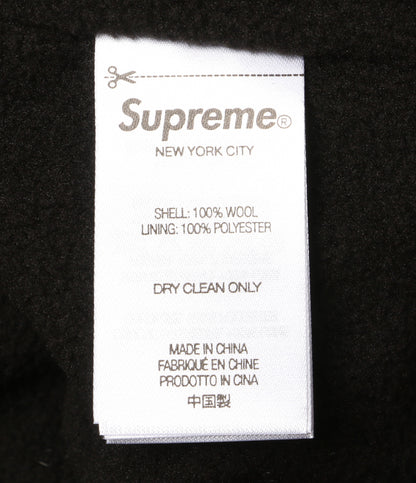 Supreme®
NEW YORK CITY
SHELL: 100% WOOL
LINING: 100% POLYESTER
DRY CLEAN ONLY
MADE IN CHINA
FABRIQUÉ EN CHINE
PRODOTTO IN CINA
中国製